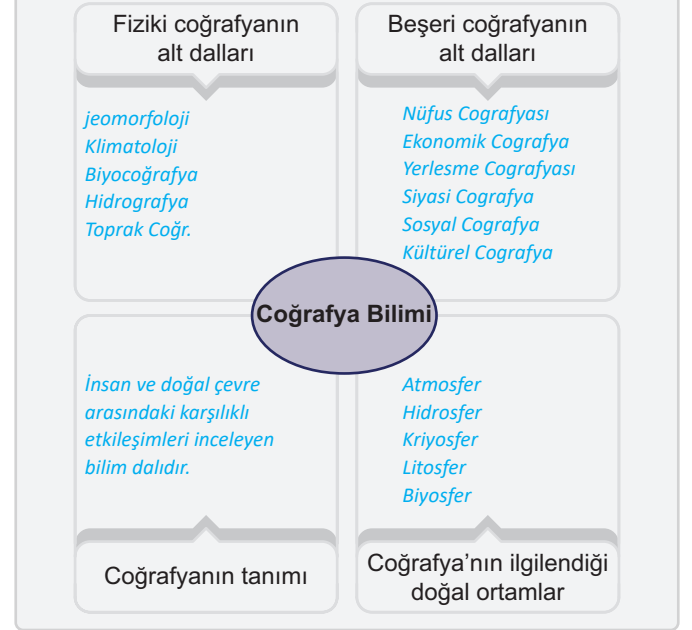 Fiziki coğrafyanın
alt dalları
jeomorfoloji
Klimatoloji
Biyocoğrafya
Hidrografya
Toprak Coğr.
Beşeri coğrafyanın
alt dalları
Nüfus Cografyası
Ekonomik Cografya
Yerlesme Cografyası
Siyasi Cografya
Sosyal Cografya
Kültürel Cografya
Coğrafya Bilimi
İnsan ve doğal çevre
arasındaki karşılıklı
etkileşimleri inceleyen
bilim dalıdır.
Coğrafyanın tanımı
Atmosfer
Hidrosfer
Kriyosfer
Litosfer
Biyosfer
Coğrafya’nın ilgilendiği
doğal ortamlar